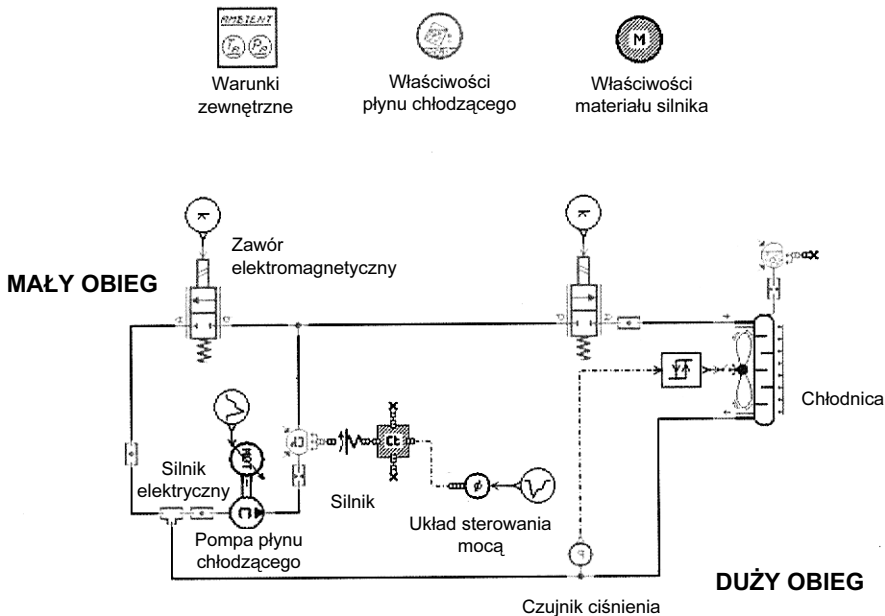 AMBIENT
Warunki
zewnętrzne
Właściwości
płynu chłodzącego
M
Właściwości
materiału silnika
K
K
Zawór
elektromagnetyczny
MAŁY OBIEG
Chłodnica
MOT
Silnik
elektryczny
Silnik
Pompa płynu
chłodzącego
Układ sterowania
mocą
DUŻY OBIEG
Czujnik ciśnienia